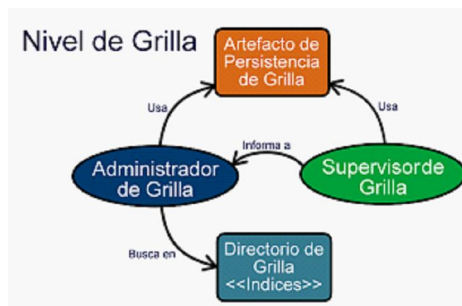 Nivel de Grilla
Artefacto de
Persistencia
de Grilla
Usa
Usa
Informa a
Administrador
de Grilla
Supervisorde
Grilla
Busca en
Directorio de
Grilla
<<Indices>>